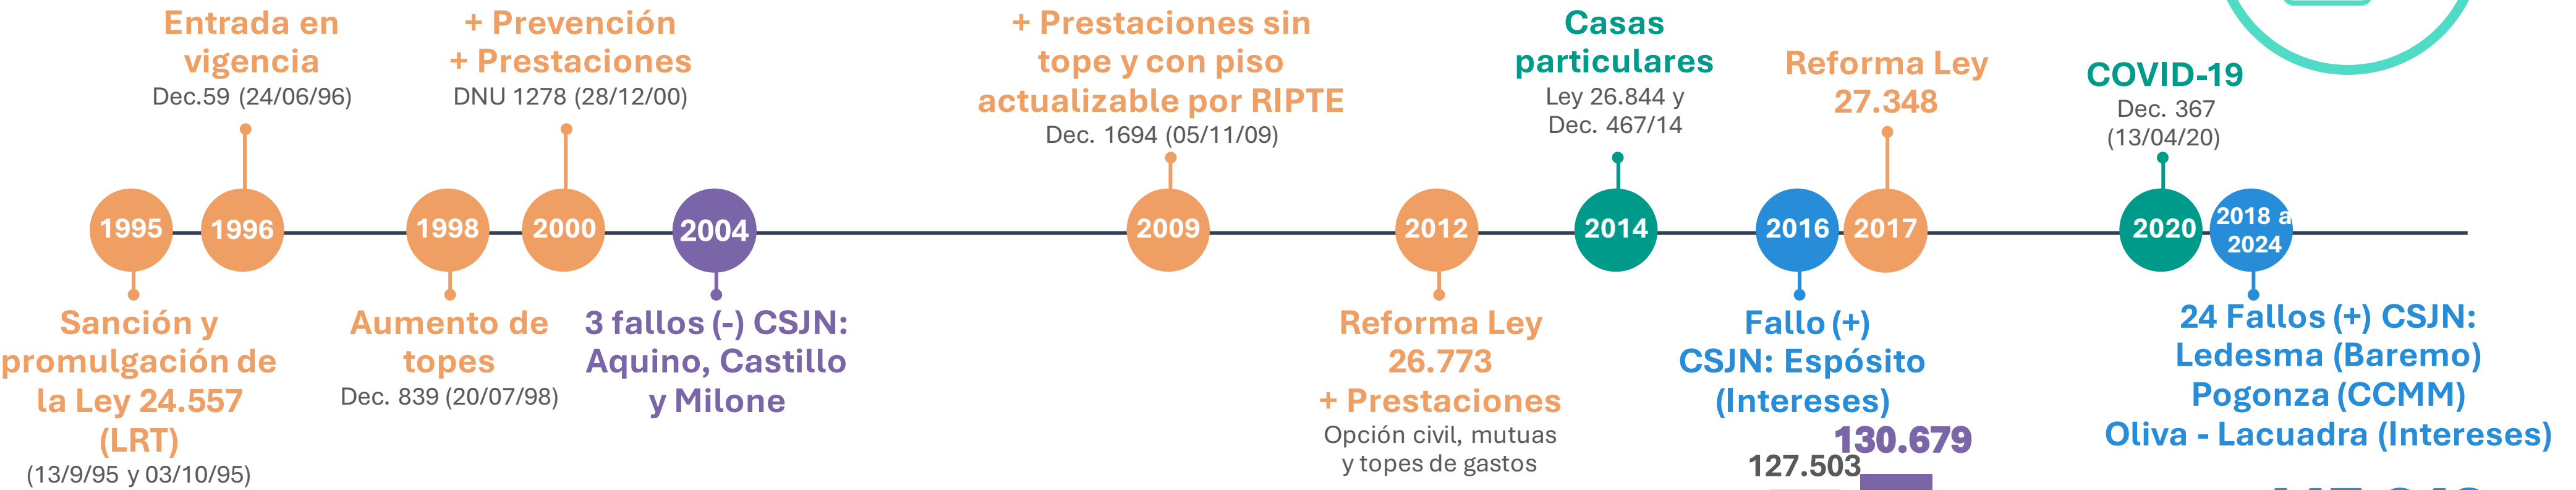 Entrada en
vigencia
Dec.59 (24/06/96)
+ Prevención
+ Prestaciones
DNU 1278 (28/12/00)
+ Prestaciones sin
tope y con piso
actualizable por RIPTE
Dec. 1694 (05/11/09)
Casas
particulares
Ley 26.844 y
Dec. 467/14
Reforma Ley
27.348
COVID-19
Dec. 367
(13/04/20)
1995
1996
1998
2000
2004
2009
2012
2014
2016
2017
2020
2018 a
2024
Sanción y
promulgación de
la Ley 24.557
(LRT)
(13/9/95 y 03/10/95)
Aumento de
topes
Dec. 839 (20/07/98)
3 fallos (-) CSJN:
Aquino, Castillo
y Milone
Reforma Ley
26.773
+ Prestaciones
Opción civil, mutuas
y topes de gastos
Fallo (+)
CSJN: Espósito
(Intereses)
130.679
127.503
24 Fallos (+) CSJN:
Ledesma (Baremo)
Pogonza (CCMM)
Oliva - Lacuadra (Intereses)